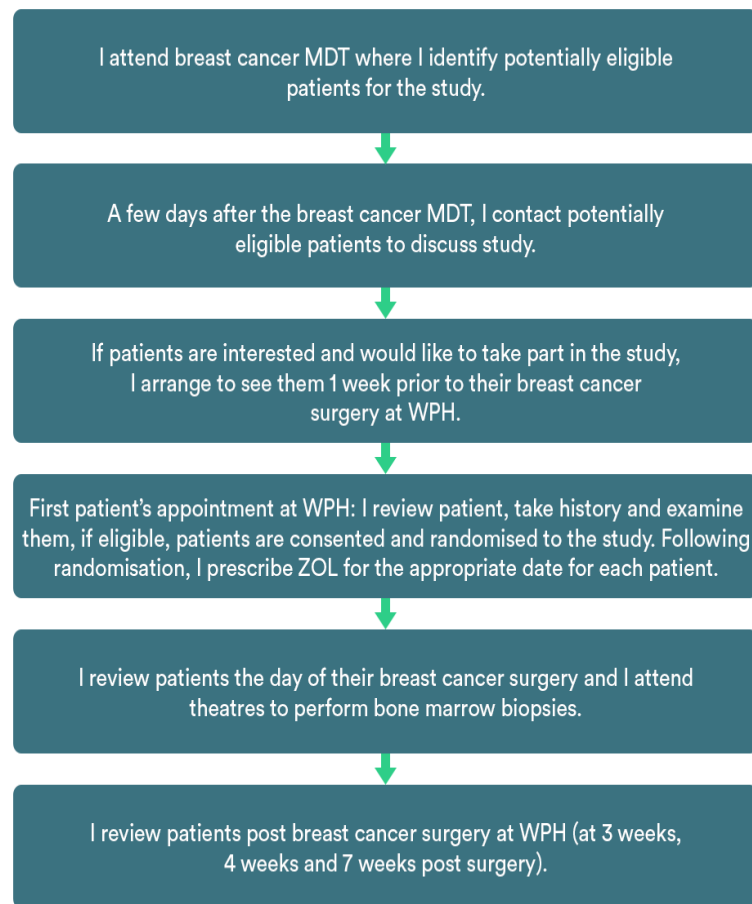 I attend breast cancer MDT where I identify potentially eligible
patients for the study.
A few days after the breast cancer MDT, I contact potentially
eligible patients to discuss study.
If patients are interested and would like to take part in the study,
I arrange to see them 1 week prior to their breast cancer
surgery at WPH.
First patient's appointment at WPH: I review patient, take history and examine
them, if eligible, patients are consented and randomised to the study. Following
randomisation, I prescribe ZOL for the appropriate date for each patient.
I review patients the day of their breast cancer surgery and I attend
theatres to perform bone marrow biopsies.
I review patients post breast cancer surgery at WPH (at 3 weeks,
4 weeks and 7 weeks post surgery).